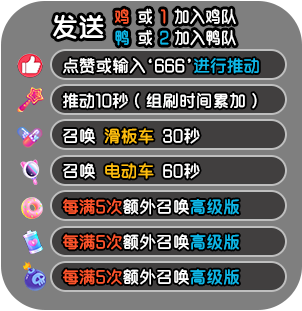 发送 鸡 或 1 加入鸡队
鸭 或 2 加入鸭队
点赞或输入‘666’进行推动
推动10秒（组刷时间累加）
召唤 滑板车 30秒
召唤 电动车 60秒
每满5次额外召唤高级版
每满5次额外召唤高级版
每满5次额外召唤高级版